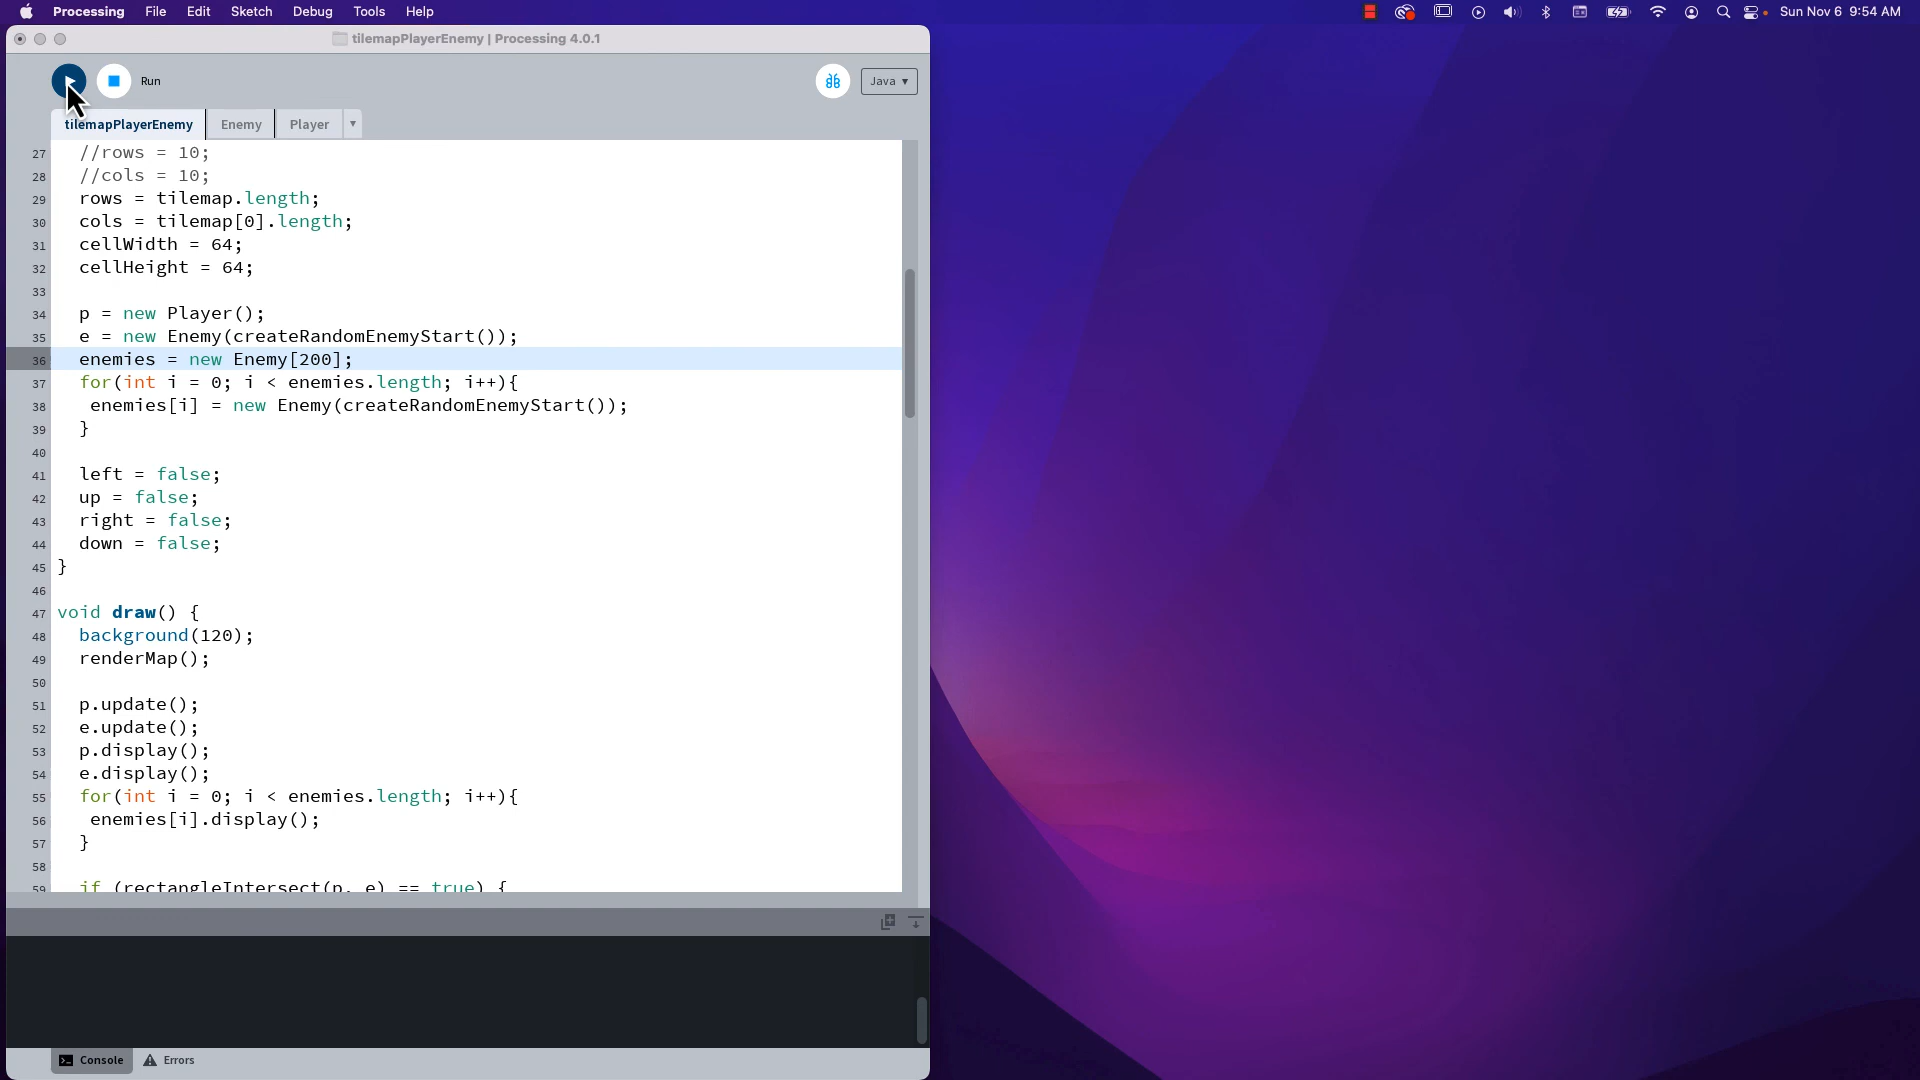 Processing File Edit Sketch Debug Tools Help Sun Nov 6 9:54 AM
tilemapPlayerEnemy | Processing 4.0.1
Run Java ▾
tilemapPlayerEnemy Enemy Player ▾
27 //rows = 10;
28 //cols = 10;
29 rows = tilemap.length;
30 cols = tilemap[0].length;
31 cellWidth = 64;
32 cellHeight = 64;
33
34 p = new Player();
35 e = new Enemy(createRandomEnemyStart());
36 enemies = new Enemy[200];
37 for(int i = 0; i < enemies.length; i++){
38 enemies[i] = new Enemy(createRandomEnemyStart());
39 }
40
41 left = false;
42 up = false;
43 right = false;
44 down = false;
45 }
46
47 void draw() {
48 background(120);
49 renderMap();
50
51 p.update();
52 e.update();
53 p.display();
54 e.display();
55 for(int i = 0; i < enemies.length; i++){
56 enemies[i].display();
57 }
58
59 if (rectangleIntersect(p, e) == true) {
Console Errors